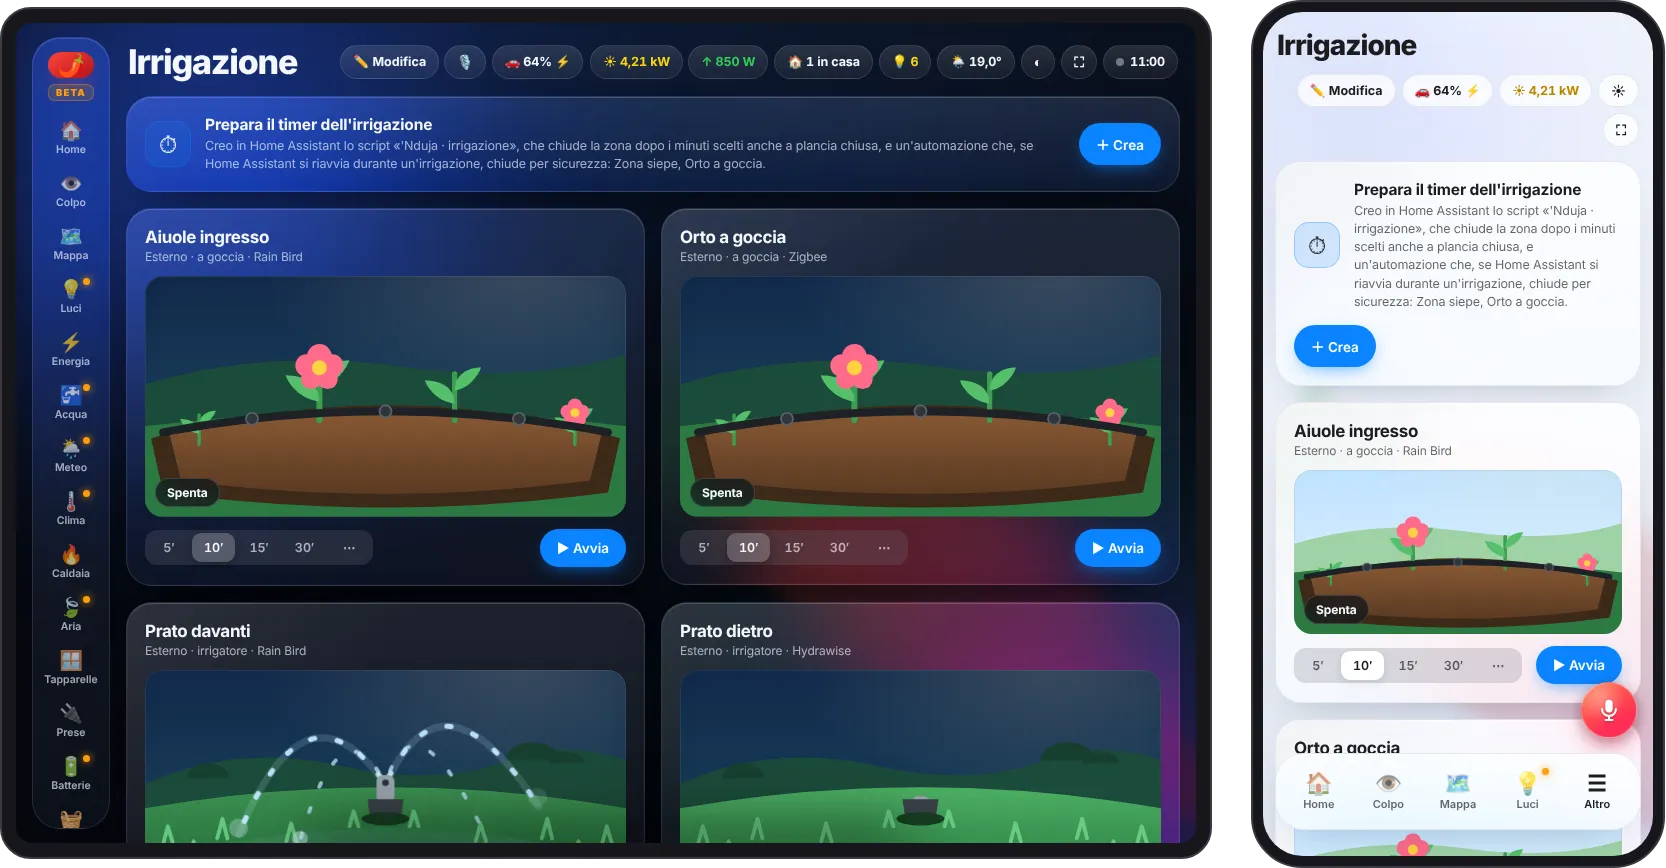 BETA
Home
Colpo
Mappa
Luci
Energia
Acqua
Meteo
Clima
Caldaia
Aria
Tapparelle
Prese
Batterie
Irrigazione
Modifica
64%
4,21 kW
↑ 850 W
1 in casa
6
19,0°
11:00
Prepara il timer dell'irrigazione
Creo in Home Assistant lo script «'Nduja · irrigazione», che chiude la zona dopo i minuti scelti anche a plancia chiusa, e un'automazione che, se
Home Assistant si riavvia durante un'irrigazione, chiude per sicurezza: Zona siepe, Orto a goccia.
+ Crea
Aiuole ingresso
Esterno · a goccia · Rain Bird
Spenta
5′ 10′ 15′ 30′ ···
Avvia
Orto a goccia
Esterno · a goccia · Zigbee
Spenta
5′ 10′ 15′ 30′ ···
Avvia
Prato davanti
Esterno · irrigatore · Rain Bird
Prato dietro
Esterno · irrigatore · Hydrawise
Irrigazione
Modifica
64%
4,21 kW
Prepara il timer dell'irrigazione
Creo in Home Assistant lo script «'Nduja ·
irrigazione», che chiude la zona dopo i minuti
scelti anche a plancia chiusa, e
un'automazione che, se Home Assistant si
riavvia durante un'irrigazione, chiude per
sicurezza: Zona siepe, Orto a goccia.
+ Crea
Aiuole ingresso
Esterno · a goccia · Rain Bird
Spenta
5′ 10′ 15′ 30′ ···
Avvia
Orto a goccia
Home
Colpo
Mappa
Luci
Altro